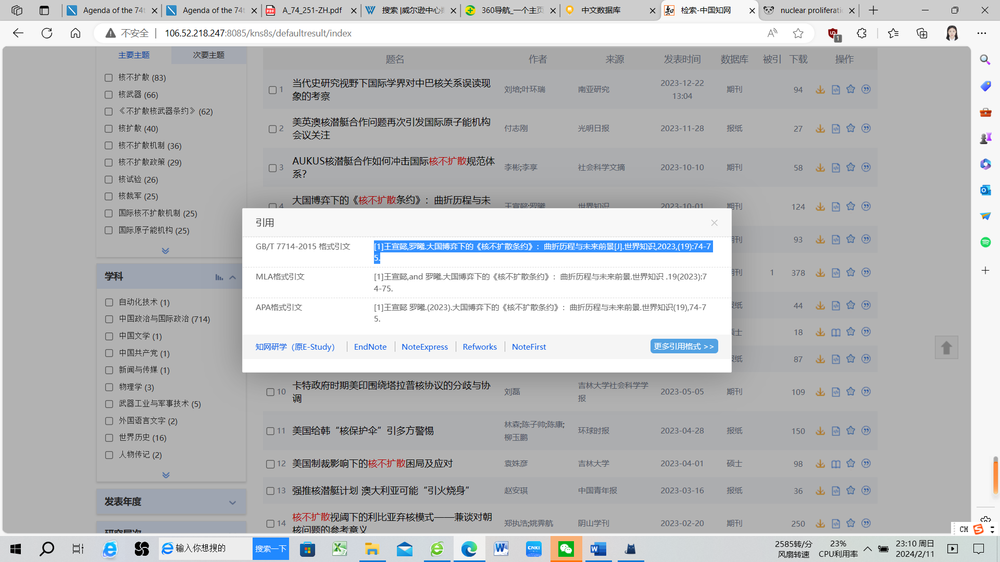 Agenda of the 74t
Agenda of the 74t
A_74_251-ZH.pdf
搜索 |威尔逊中心数
360导航_一个主页
中文数据库
检索-中国知网
nuclear proliferati
不安全
106.52.218.247:8085/kns8s/defaultresult/index
1
主要主题 次要主题
核不扩散 (83)
核武器 (66)
《不扩散核武器条约》 (62)
核扩散 (40)
核不扩散机制 (36)
核不扩散政策 (29)
核试验 (26)
核裁军 (25)
国际核不扩散机制 (25)
国际原子能机构 (25)
学科
自动化技术 (1)
中国政治与国际政治 (714)
中国文学 (1)
中国共产党 (1)
新闻与传媒 (1)
物理学 (3)
武器工业与军事技术 (5)
外国语言文字 (2)
世界历史 (16)
人物传记 (2)
发表年度
研究层次
题名 作者 来源 发表时间 数据库 被引 下载 操作
1 当代史研究视野下国际学界对中巴核关系误读现
象的考察
刘培;叶环瑞 南亚研究 2023-12-22
13:04
期刊 94
2 美英澳核潜艇合作问题再次引发国际原子能机构
会议关注
付志刚 光明日报 2023-11-28 报纸 27
3 AUKUS核潜艇合作如何冲击国际核不扩散规范体
系?
李彬;李享 社会科学文摘 2023-10-10 期刊 58
4 大国博弈下的《核不扩散条约》：曲折历程与未
王宣懿;罗曦 世界知识 2023-10-01 期刊 124
期刊 93
期刊 1 378
报纸 44
硕士 18
报纸 87
引用
GB/T 7714-2015 格式引文
[1]王宣懿,罗曦.大国博弈下的《核不扩散条约》：曲折历程与未来前景[J].世界知识,2023,(19):74-7
5.
MLA格式引文
[1]王宣懿,and 罗曦.大国博弈下的《核不扩散条约》：曲折历程与未来前景.世界知识 .19(2023):7
4-75.
APA格式引文
[1]王宣懿 罗曦.(2023).大国博弈下的《核不扩散条约》：曲折历程与未来前景.世界知识(19),74-7
5.
知网研学（原E-Study） EndNote NoteExpress Refworks NoteFirst
更多引用格式 >>
10 卡特政府时期美印围绕塔拉普核协议的分歧与协
调
刘磊 吉林大学社会科学学
报
2023-05-05 期刊 109
11 美国给韩“核保护伞”引多方警惕
林森;陈子帅;陈康;
柳玉鹏
环球时报 2023-04-28 报纸 150
12 美国制裁影响下的核不扩散困局及应对 袁姝彦 吉林大学 2023-04-01 硕士 98
13 强推核潜艇计划 澳大利亚可能“引火烧身” 赵安琪 中国青年报 2023-03-16 报纸 36
14 核不扩散视阈下的利比亚弃核模式——兼谈对朝
核问题的参考意义
郑执浩;姚霁航 阴山学刊 2023-02-20 期刊 250
CH
输入你想搜的
搜索一下
CNKI
2585转/分
风扇转速
23%
CPU利用率
23:10 周日
2024/2/11